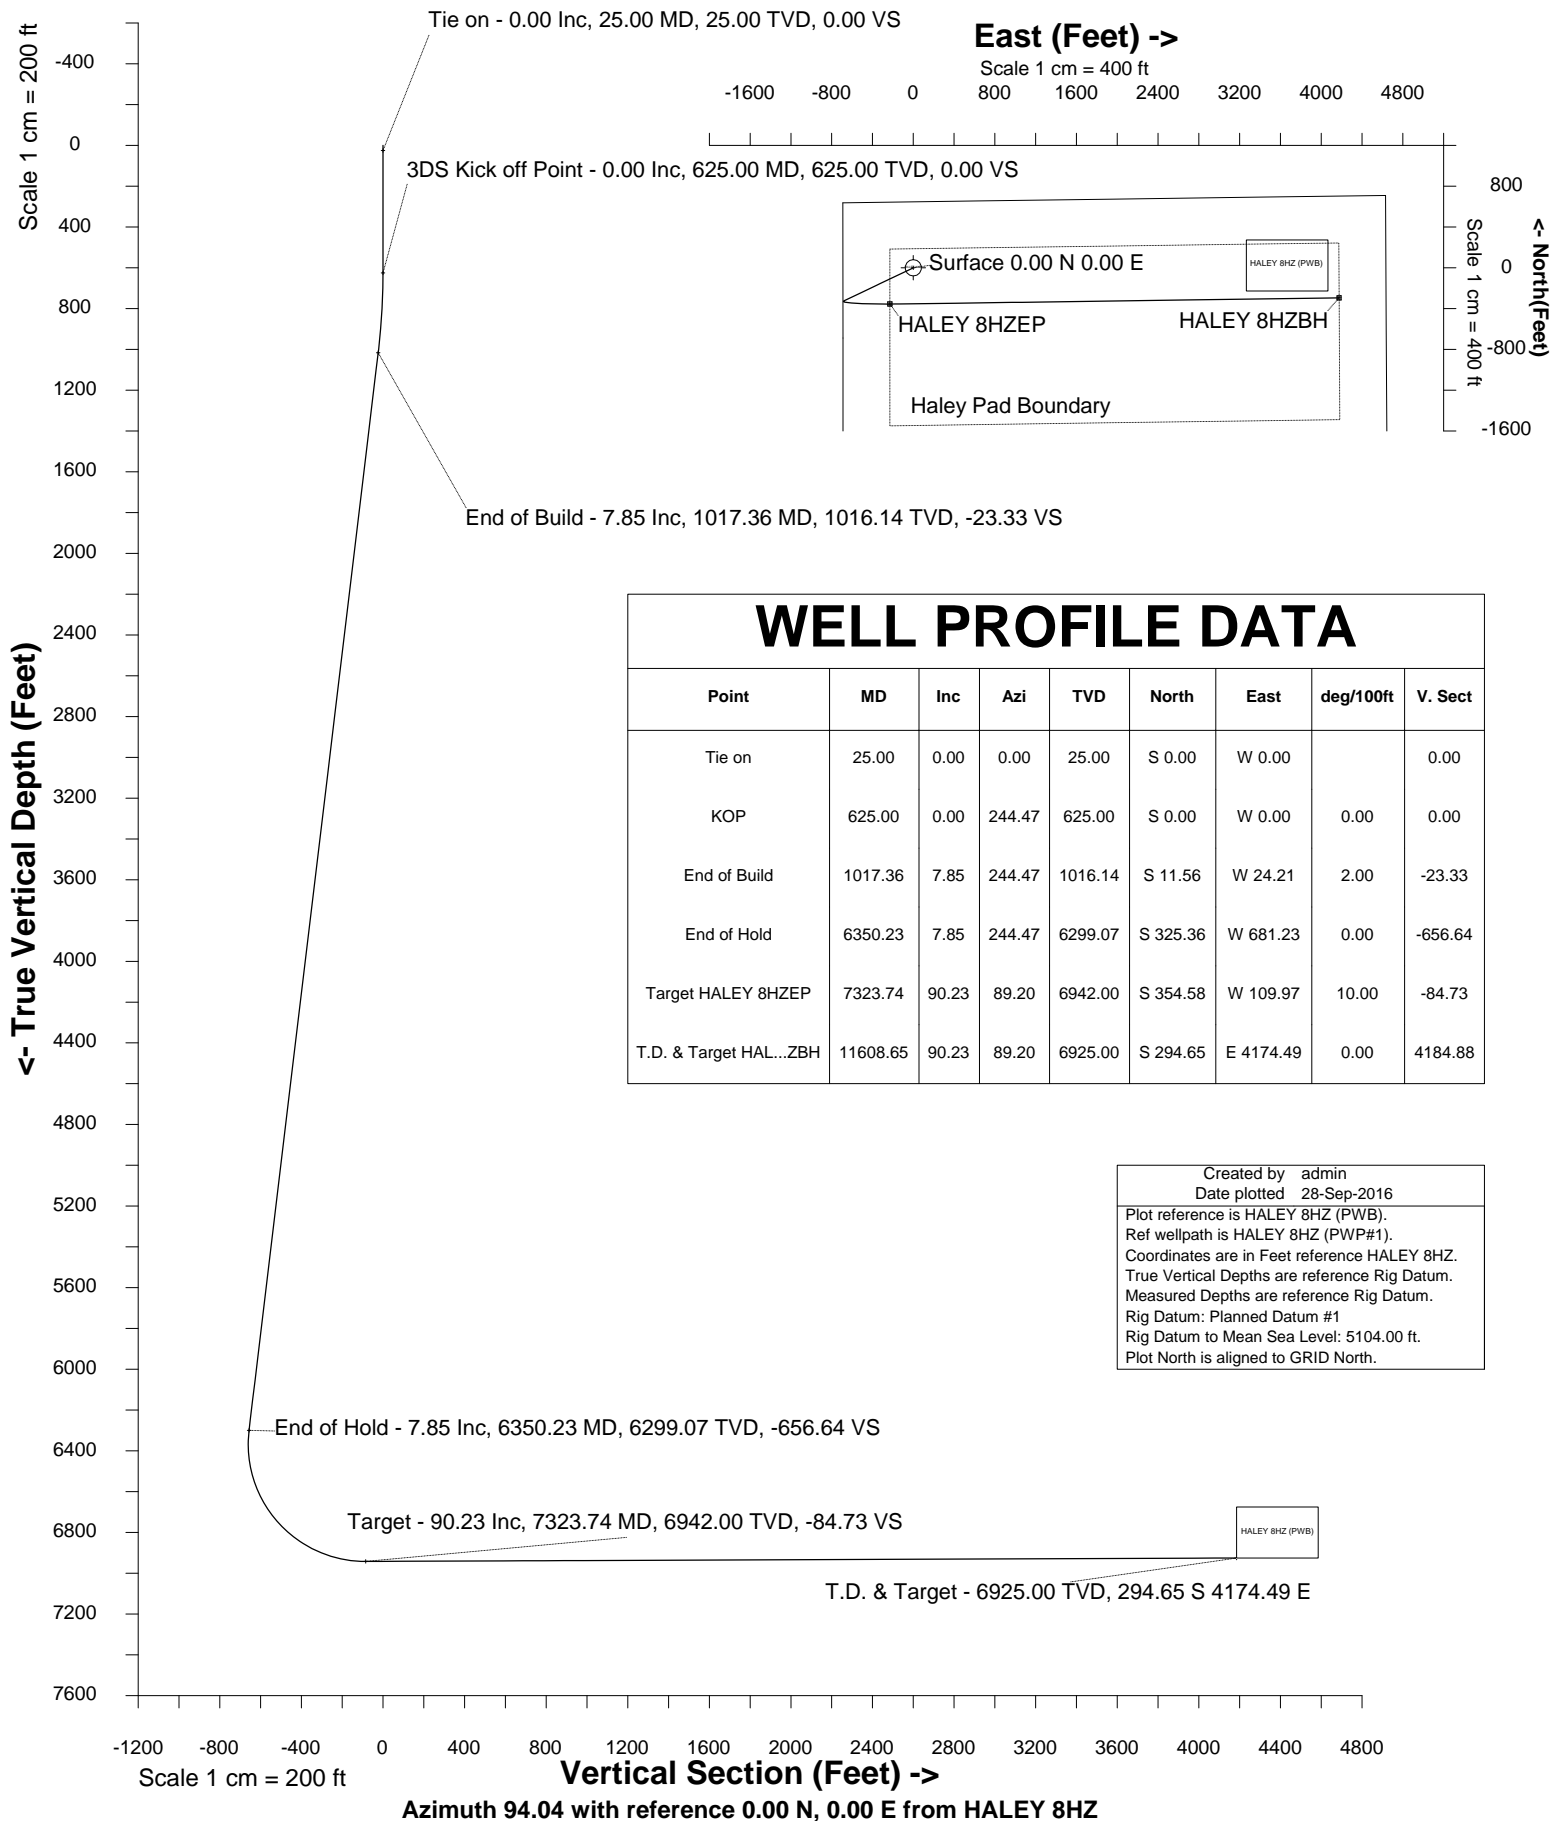 Tie on - 0.00 Inc, 25.00 MD, 25.00 TVD, 0.00 VS
East (Feet) ->
Scale 1 cm = 400 ft
-1600 -800 0 800 1600 2400 3200 4000 4800
Scale 1 cm = 200 ft
<- True Vertical Depth (Feet)
-400
0
400
800
1200
1600
2000
2400
2800
3200
3600
4000
4400
4800
5200
5600
6000
6400
6800
7200
7600
3DS Kick off Point - 0.00 Inc, 625.00 MD, 625.00 TVD, 0.00 VS
800
0
-800
-1600
Scale 1 cm = 400 ft
<- North(Feet)
Surface 0.00 N 0.00 E
HALEY 8HZ (PWB)
HALEY 8HZEP
HALEY 8HZBH
Haley Pad Boundary
End of Build - 7.85 Inc, 1017.36 MD, 1016.14 TVD, -23.33 VS
WELL PROFILE DATA
Point MD Inc Azi TVD North East deg/100ft V. Sect
Tie on 25.00 0.00 0.00 25.00 S 0.00 W 0.00 0.00
KOP 625.00 0.00 244.47 625.00 S 0.00 W 0.00 0.00 0.00
End of Build 1017.36 7.85 244.47 1016.14 S 11.56 W 24.21 2.00 -23.33
End of Hold 6350.23 7.85 244.47 6299.07 S 325.36 W 681.23 0.00 -656.64
Target HALEY 8HZEP 7323.74 90.23 89.20 6942.00 S 354.58 W 109.97 10.00 -84.73
T.D. & Target HAL...ZBH 11608.65 90.23 89.20 6925.00 S 294.65 E 4174.49 0.00 4184.88
Created by admin
Date plotted 28-Sep-2016
Plot reference is HALEY 8HZ (PWB).
Ref wellpath is HALEY 8HZ (PWP#1).
Coordinates are in Feet reference HALEY 8HZ.
True Vertical Depths are reference Rig Datum.
Measured Depths are reference Rig Datum.
Rig Datum: Planned Datum #1
Rig Datum to Mean Sea Level: 5104.00 ft.
Plot North is aligned to GRID North.
End of Hold - 7.85 Inc, 6350.23 MD, 6299.07 TVD, -656.64 VS
Target - 90.23 Inc, 7323.74 MD, 6942.00 TVD, -84.73 VS
HALEY 8HZ (PWB)
T.D. & Target - 6925.00 TVD, 294.65 S 4174.49 E
-1200 -800 -400 0 400 800 1200 1600 2000 2400 2800 3200 3600 4000 4400 4800
Scale 1 cm = 200 ft
Vertical Section (Feet) ->
Azimuth 94.04 with reference 0.00 N, 0.00 E from HALEY 8HZ